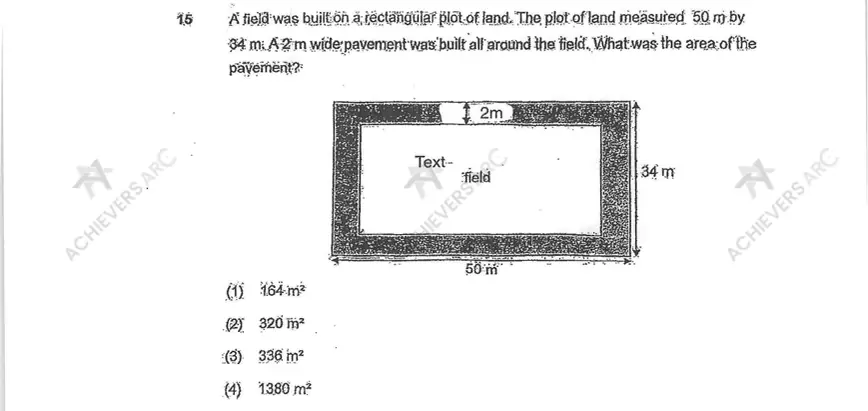 15 A field was built on a rectangular plot of land. The plot of land measured 50 m by
34 m. A 2 m wide pavement was built all around the field. What was the area of the
pavement?
2m
Text-
field
34 m
50 m
(1) 164 m²
(2) 320 m²
(3) 336 m²
(4) 1380 m²
ACHIEVERS ARC
ACHIEVERS ARC
ACHIEVERS ARC